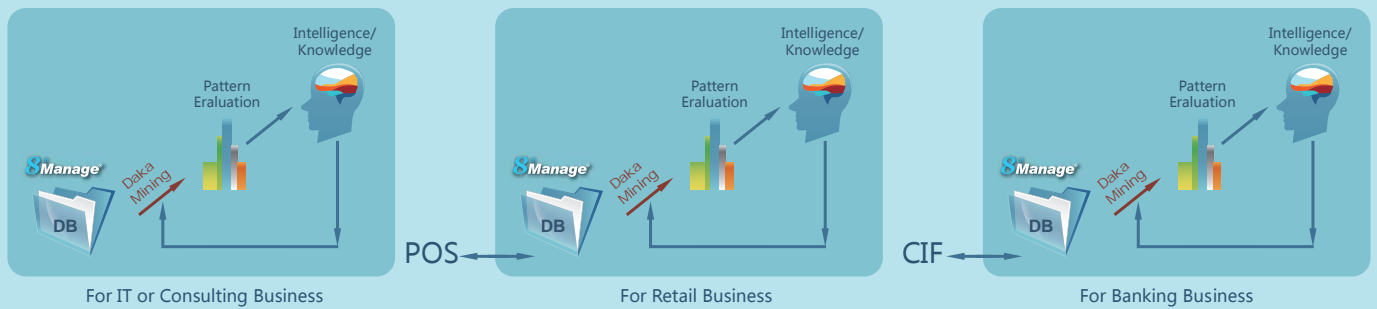 Intelligence/
Knowledge
Pattern
Eraluation
8Manage
Daka
Mining
DB
For IT or Consulting Business
POS
Intelligence/
Knowledge
Pattern
Eraluation
8Manage
Daka
Mining
DB
For Retail Business
CIF
Intelligence/
Knowledge
Pattern
Eraluation
8Manage
Daka
Mining
DB
For Banking Business